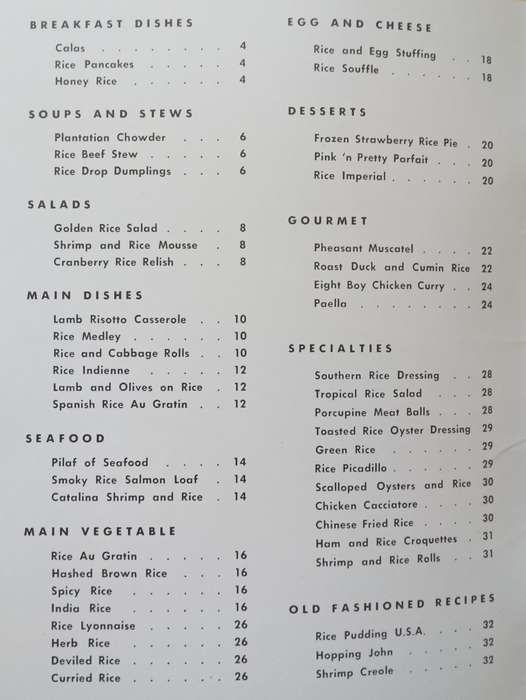 BREAKFAST DISHES
Calas . . . . . . . . 4
Rice Pancakes . . . . . 4
Honey Rice . . . . . . 4
SOUPS AND STEWS
Plantation Chowder . . . 6
Rice Beef Stew . . . . . 6
Rice Drop Dumplings . . . 6
SALADS
Golden Rice Salad . . . . 8
Shrimp and Rice Mousse . 8
Cranberry Rice Relish . . . 8
MAIN DISHES
Lamb Risotto Casserole . . 10
Rice Medley . . . . . . 10
Rice and Cabbage Rolls . . 10
Rice Indienne . . . . . 12
Lamb and Olives on Rice . 12
Spanish Rice Au Gratin . . 12
SEAFOOD
Pilaf of Seafood . . . . 14
Smoky Rice Salmon Loaf . 14
Catalina Shrimp and Rice . 14
MAIN VEGETABLE
Rice Au Gratin . . . . . 16
Hashed Brown Rice . . . 16
Spicy Rice . . . . . . 16
India Rice . . . . . . 16
Rice Lyonnaise . . . . . 26
Herb Rice . . . . . . 26
Deviled Rice . . . . . . 26
Curried Rice . . . . . . 26
EGG AND CHEESE
Rice and Egg Stuffing . . 18
Rice Souffle . . . . . . 18
DESSERTS
Frozen Strawberry Rice Pie . 20
Pink 'n Pretty Parfait . . . 20
Rice Imperial . . . . . . 20
GOURMET
Pheasant Muscatel . . . . 22
Roast Duck and Cumin Rice 22
Eight Boy Chicken Curry . . 24
Paella . . . . . . . . 24
SPECIALTIES
Southern Rice Dressing . . 28
Tropical Rice Salad . . . 28
Porcupine Meat Balls . . . 28
Toasted Rice Oyster Dressing 29
Green Rice . . . . . . 29
Rice Picadillo . . . . . . 29
Scalloped Oysters and Rice 30
Chicken Cacciatore . . . . 30
Chinese Fried Rice . . . . 30
Ham and Rice Croquettes . 31
Shrimp and Rice Rolls . . 31
OLD FASHIONED RECIPES
Rice Pudding U.S.A. . . . 32
Hopping John . . . . . 32
Shrimp Creole . . . . . 32